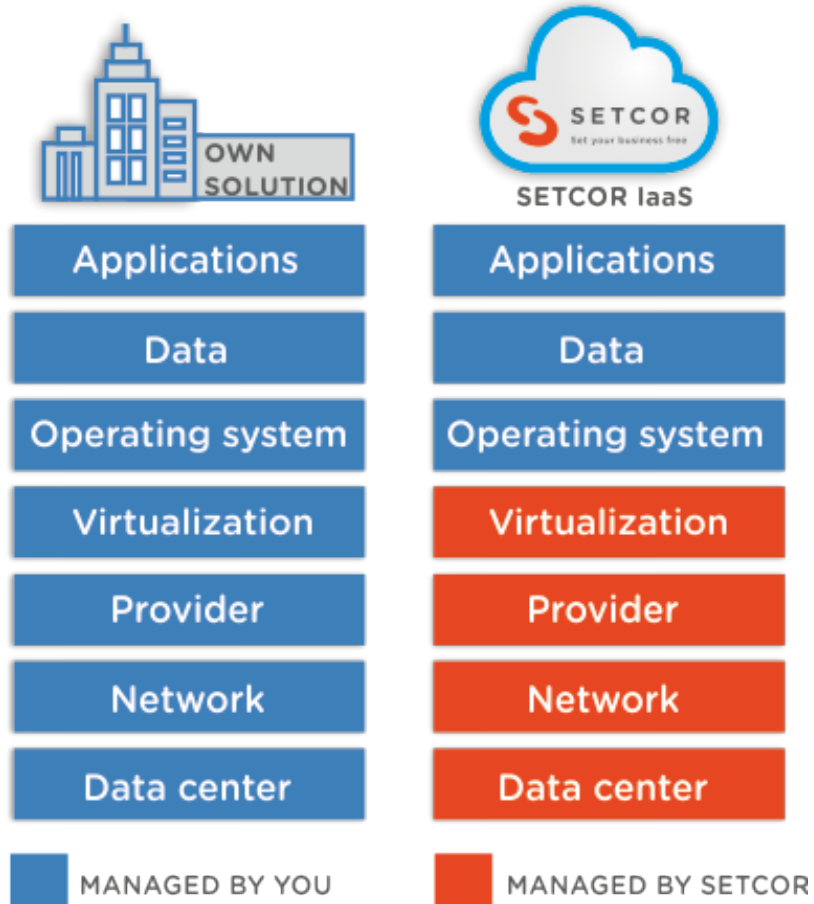 OWN
SOLUTION
SETCOR
Set your business free
SETCOR IaaS
Applications
Data
Operating system
Virtualization
Provider
Network
Data center
Applications
Data
Operating system
Virtualization
Provider
Network
Data center
MANAGED BY YOU
MANAGED BY SETCOR